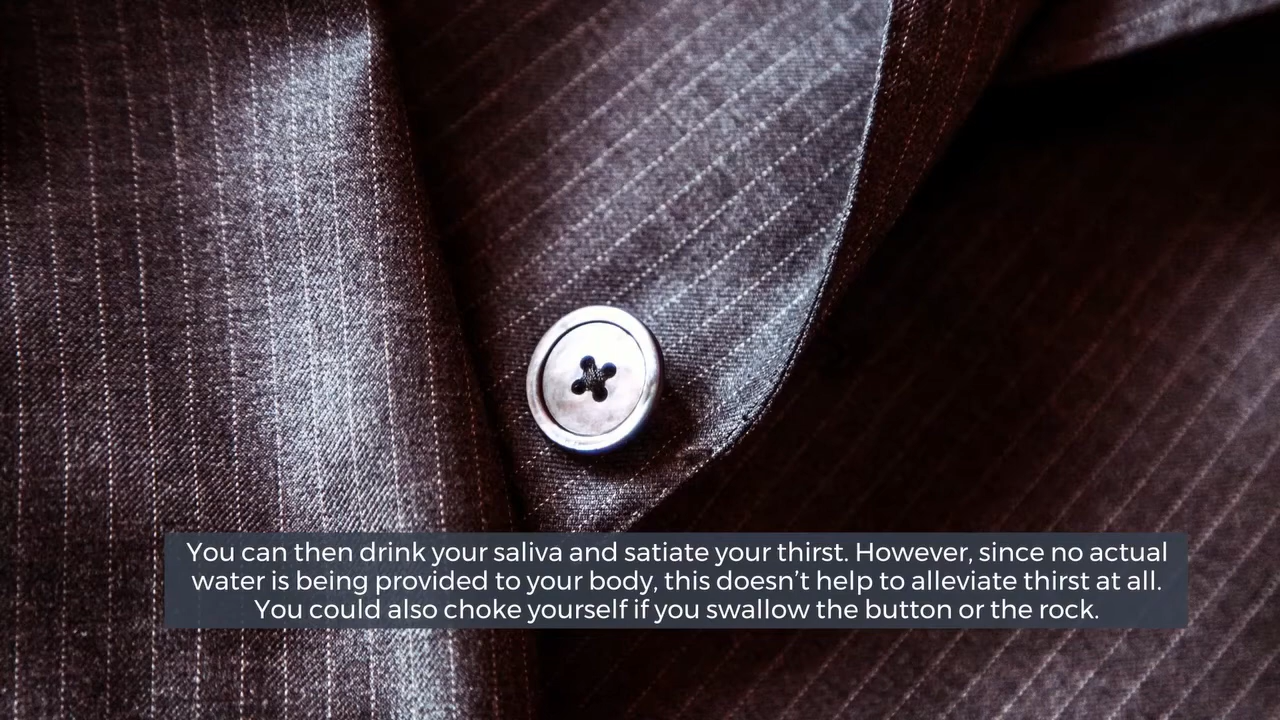 You can then drink your saliva and satiate your thirst. However, since no actual
water is being provided to your body, this doesn’t help to alleviate thirst at all.
You could also choke yourself if you swallow the button or the rock.